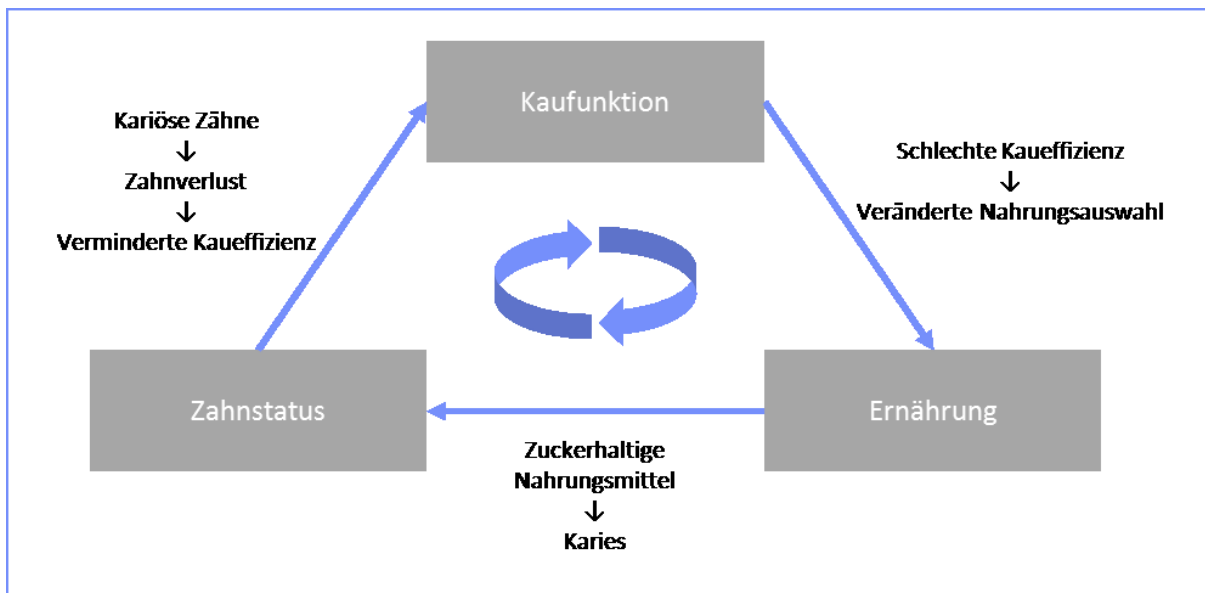 Kaufunktion
Kariöse Zähne
↓
Zahnverlust
↓
Verminderte Kaueffizienz
Schlechte Kaueffizienz
↓
Veränderte Nahrungsauswahl
Zahnstatus
Ernährung
Zuckerhaltige
Nahrungsmittel
↓
Karies